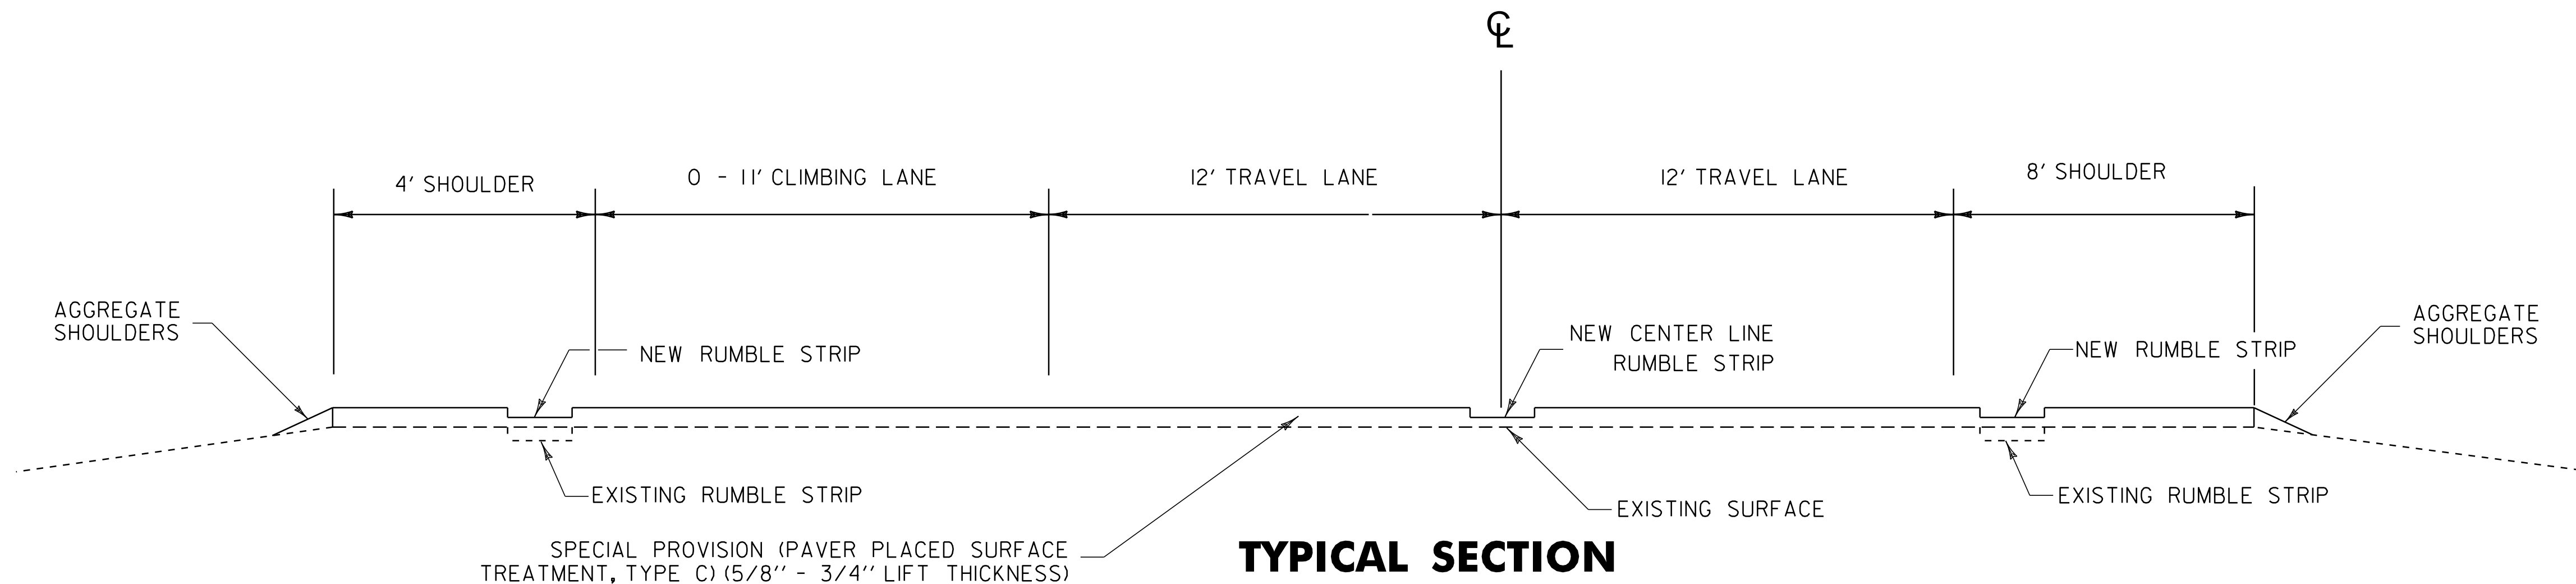 ℄
4' SHOULDER
0 - 11' CLIMBING LANE
12' TRAVEL LANE
12' TRAVEL LANE
8' SHOULDER
AGGREGATE
SHOULDERS
NEW RUMBLE STRIP
NEW CENTER LINE
RUMBLE STRIP
NEW RUMBLE STRIP
AGGREGATE
SHOULDERS
EXISTING RUMBLE STRIP
EXISTING SURFACE
EXISTING RUMBLE STRIP
SPECIAL PROVISION (PAVER PLACED SURFACE
TREATMENT, TYPE C) (5/8'' - 3/4'' LIFT THICKNESS)
TYPICAL SECTION